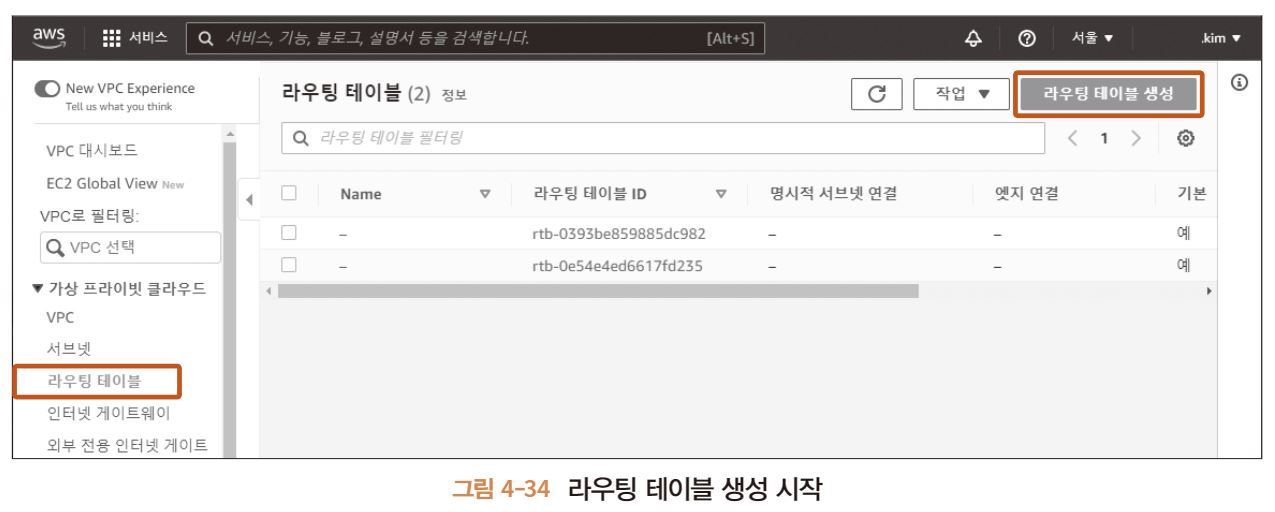 aws 서비스 서비스, 기능, 블로그, 설명서 등을 검색합니다. [Alt+S] 서울 ▼ .kim ▼
New VPC Experience
Tell us what you think
VPC 대시보드
EC2 Global View New
VPC로 필터링:
VPC 선택
▼ 가상 프라이빗 클라우드
VPC
서브넷
라우팅 테이블
인터넷 게이트웨이
외부 전용 인터넷 게이트
라우팅 테이블 (2) 정보 작업 ▼ 라우팅 테이블 생성
라우팅 테이블 필터링 < 1 >
Name 라우팅 테이블 ID 명시적 서브넷 연결 엣지 연결 기본
– rtb-0393be859885dc982 – – 예
– rtb-0e54e4ed6617fd235 – – 예
그림 4-34 라우팅 테이블 생성 시작